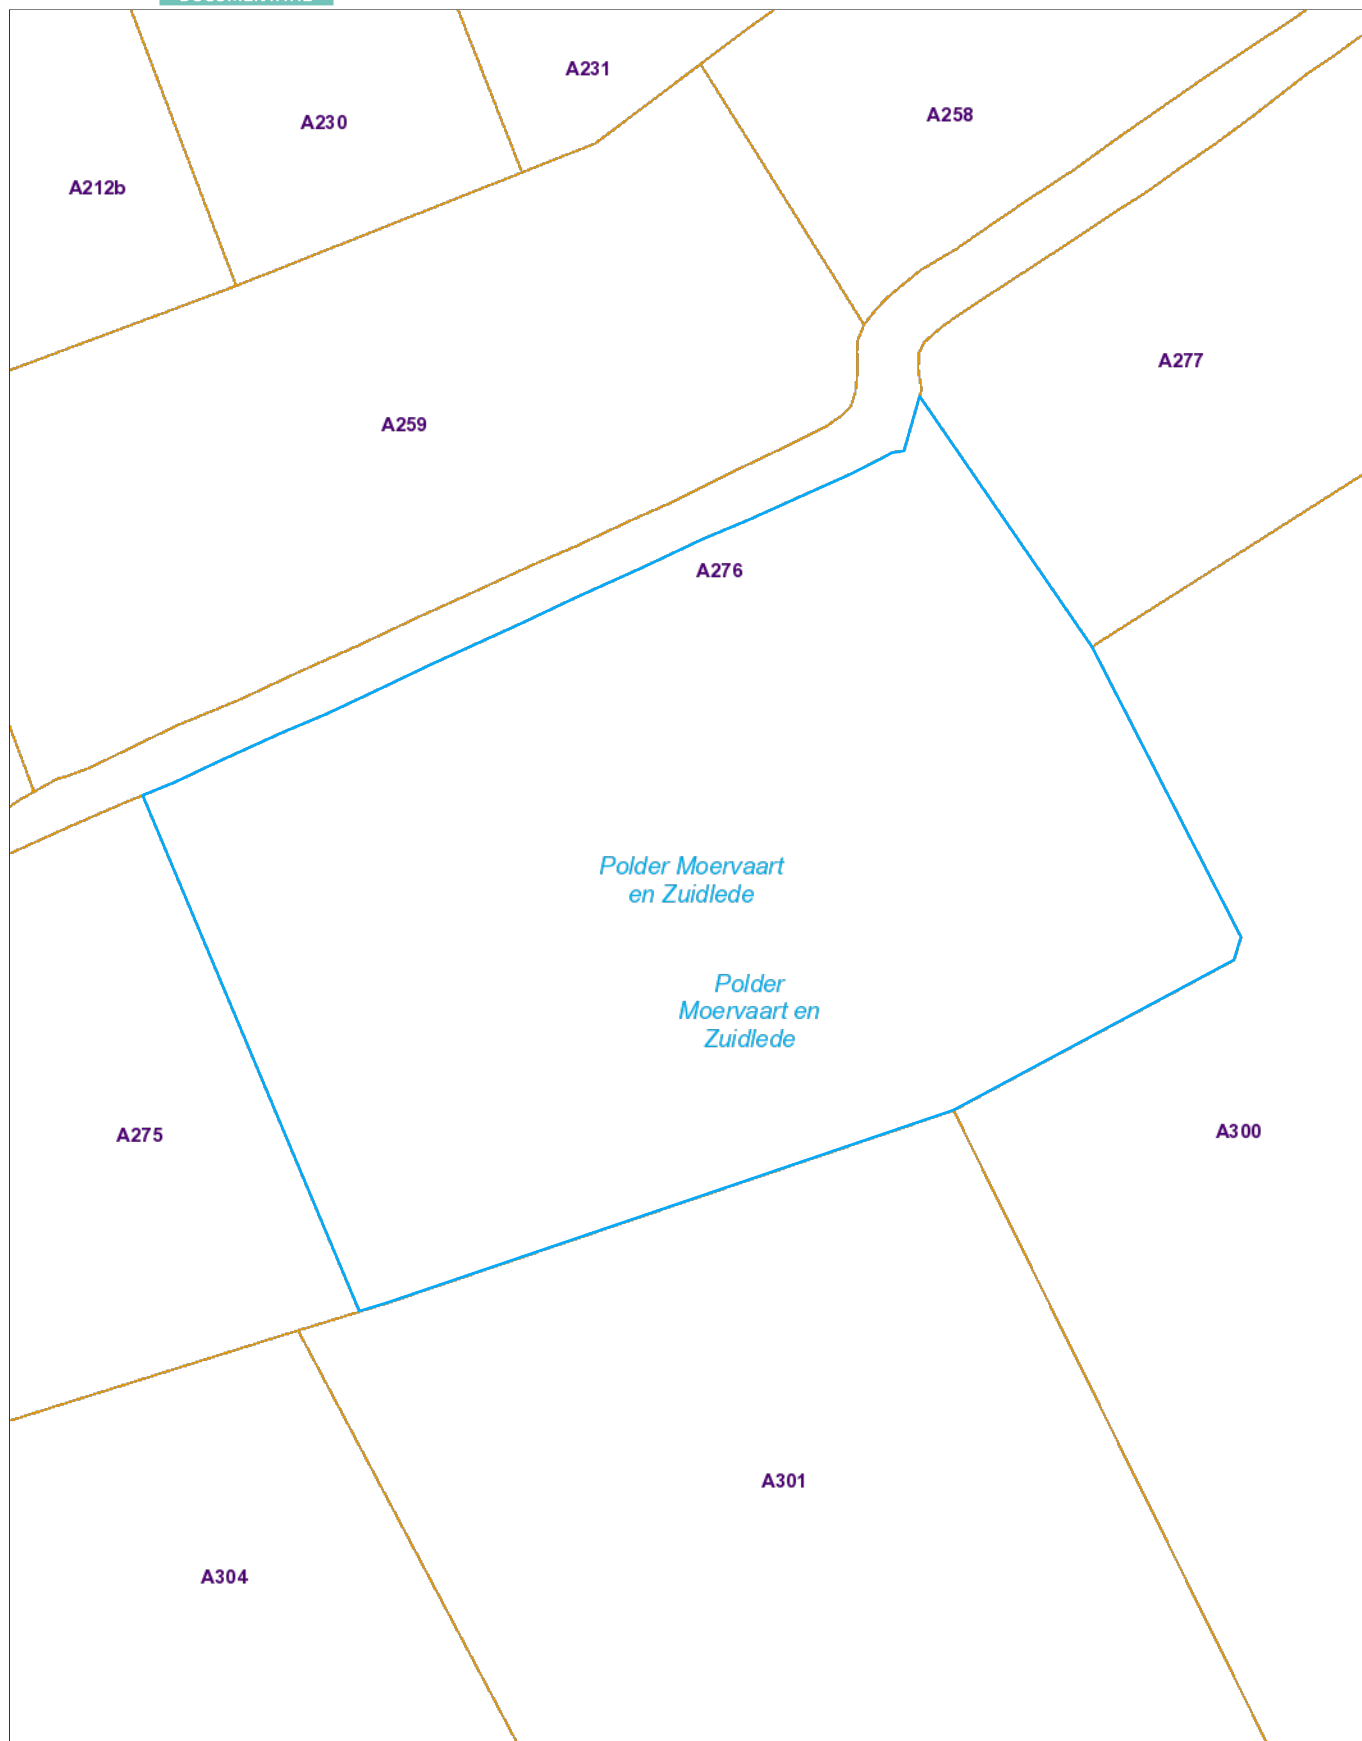 A231
A258
A230
A212b
A277
A259
A276
Polder Moervaart
en Zuidlede
Polder
Moervaart en
Zuidlede
A275
A300
A301
A304